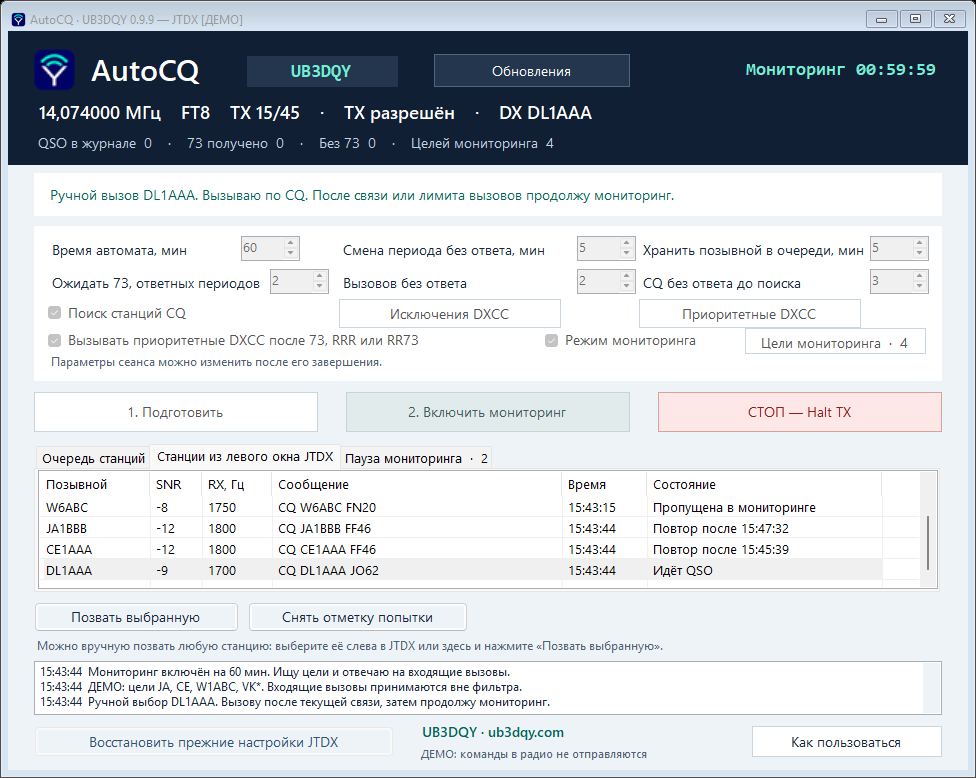 AutoCQ · UB3DQY 0.9.9 — JTDX [ДЕМО]
AutoCQ UB3DQY Обновления Мониторинг 00:59:59
14,074000 МГц FT8 TX 15/45 · TX разрешён · DX DL1AAA
QSO в журнале 0 · 73 получено 0 · Без 73 0 · Целей мониторинга 4
Ручной вызов DL1AAA. Вызываю по CQ. После связи или лимита вызовов продолжу мониторинг.
Время автомата, мин 60 Смена периода без ответа, мин 5 Хранить позывной в очереди, мин 5
Ожидать 73, ответных периодов 2 Вызовов без ответа 2 CQ без ответа до поиска 3
Поиск станций CQ Исключения DXCC Приоритетные DXCC
Вызывать приоритетные DXCC после 73, RRR или RR73 Режим мониторинга Цели мониторинга · 4
Параметры сеанса можно изменить после его завершения.
1. Подготовить 2. Включить мониторинг СТОП — Halt TX
Очередь станций Станции из левого окна JTDX Пауза мониторинга · 2
Позывной SNR RX, Гц Сообщение Время Состояние
W6ABC -8 1750 CQ W6ABC FN20 15:43:15 Пропущена в мониторинге
JA1BBB -12 1800 CQ JA1BBB FF46 15:43:44 Повтор после 15:47:32
CE1AAA -12 1800 CQ CE1AAA FF46 15:43:44 Повтор после 15:45:39
DL1AAA -9 1700 CQ DL1AAA JO62 15:43:44 Идёт QSO
Позвать выбранную Снять отметку попытки
Можно вручную позвать любую станцию: выберите её слева в JTDX или здесь и нажмите «Позвать выбранную».
15:43:44 Мониторинг включён на 60 мин. Ищу цели и отвечаю на входящие вызовы.
15:43:44 ДЕМО: цели JA, CE, W1ABC, VK*. Входящие вызовы принимаются вне фильтра.
15:43:44 Ручной выбор DL1AAA. Вызову после текущей связи, затем продолжу мониторинг.
Восстановить прежние настройки JTDX UB3DQY · ub3dqy.com Как пользоваться
ДЕМО: команды в радио не отправляются